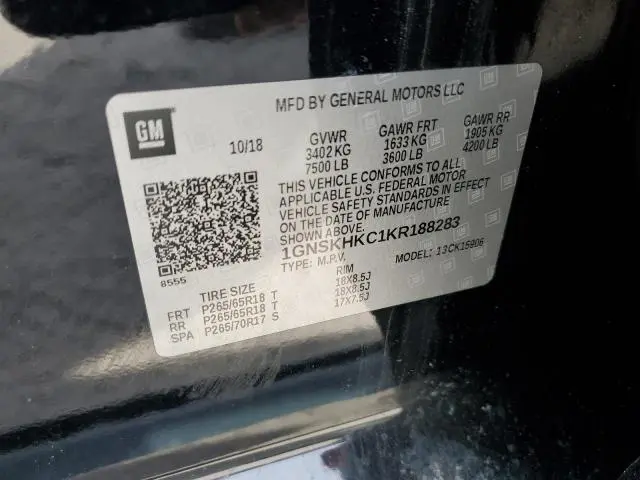 MFD BY GENERAL MOTORS LLC
GM
10/18
GVWR GAWR FRT GAWR RR
3402 KG 1633 KG 1905 KG
7500 LB 3600 LB 4200 LB
THIS VEHICLE CONFORMS TO ALL
APPLICABLE U.S. FEDERAL MOTOR
VEHICLE SAFETY STANDARDS IN EFFECT
ON THE DATE OF MANUFACTURE
SHOWN ABOVE.
1GNSKHKC1KR188283
TYPE: M.P.V. MODEL: 13CK15906
8555
TIRE SIZE RIM
FRT P265/65R18 T 18X8.5J
RR P265/65R18 T 18X8.5J
SPA P265/70R17 S 17X7.5J